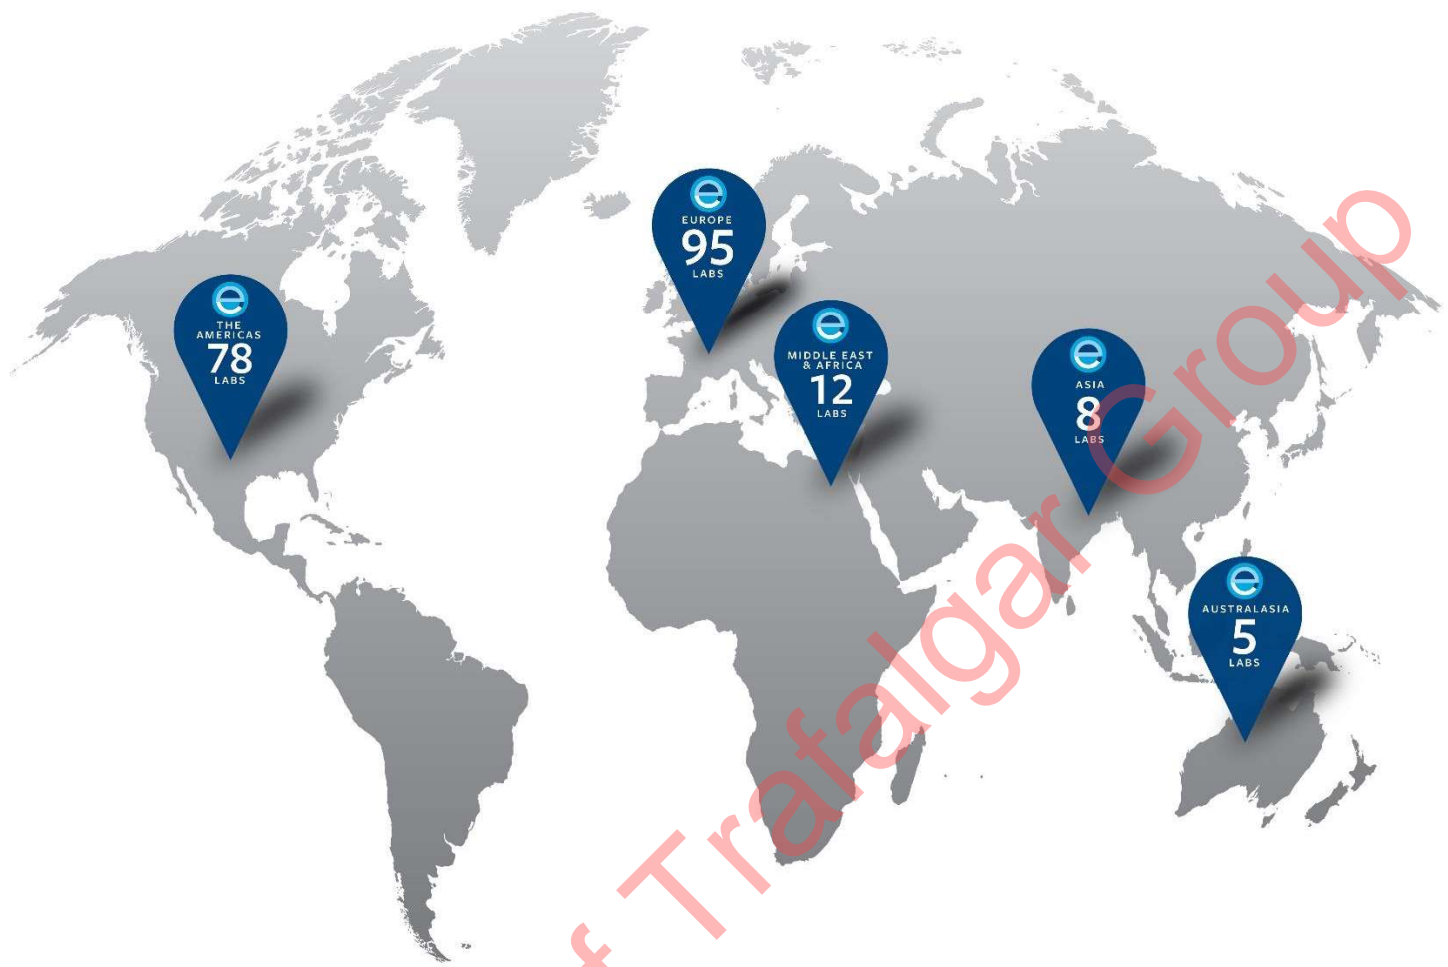 EUROPE
95
LABS
THE
AMERICAS
78
LABS
MIDDLE EAST
& AFRICA
12
LABS
ASIA
8
LABS
AUSTRALASIA
5
LABS
f Trafalgar Group